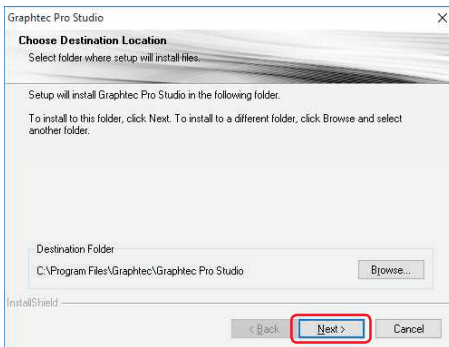 Graphtec Pro Studio
Choose Destination Location
Select folder where setup will install files.
Setup will install Graphtec Pro Studio in the following folder.
To install to this folder, click Next. To install to a different folder, click Browse and select
another folder.
Destination Folder
C:\Program Files\Graphtec\Graphtec Pro Studio
Browse...
InstallShield
< Back
Next >
Cancel